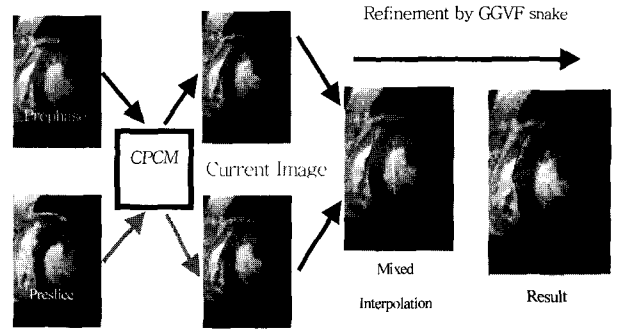 Refinement by GGVF snake
Prephase
CPCM
Current Image
Preslice
Mixed
Interpolation
Result